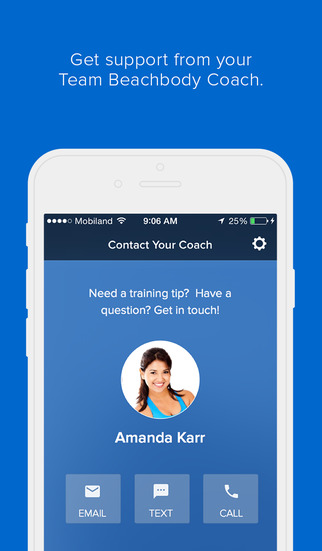 Get support from your
Team Beachbody Coach.
Mobiland 9:06 AM 25%
Contact Your Coach
Need a training tip? Have a
question? Get in touch!
Amanda Karr
EMAIL TEXT CALL